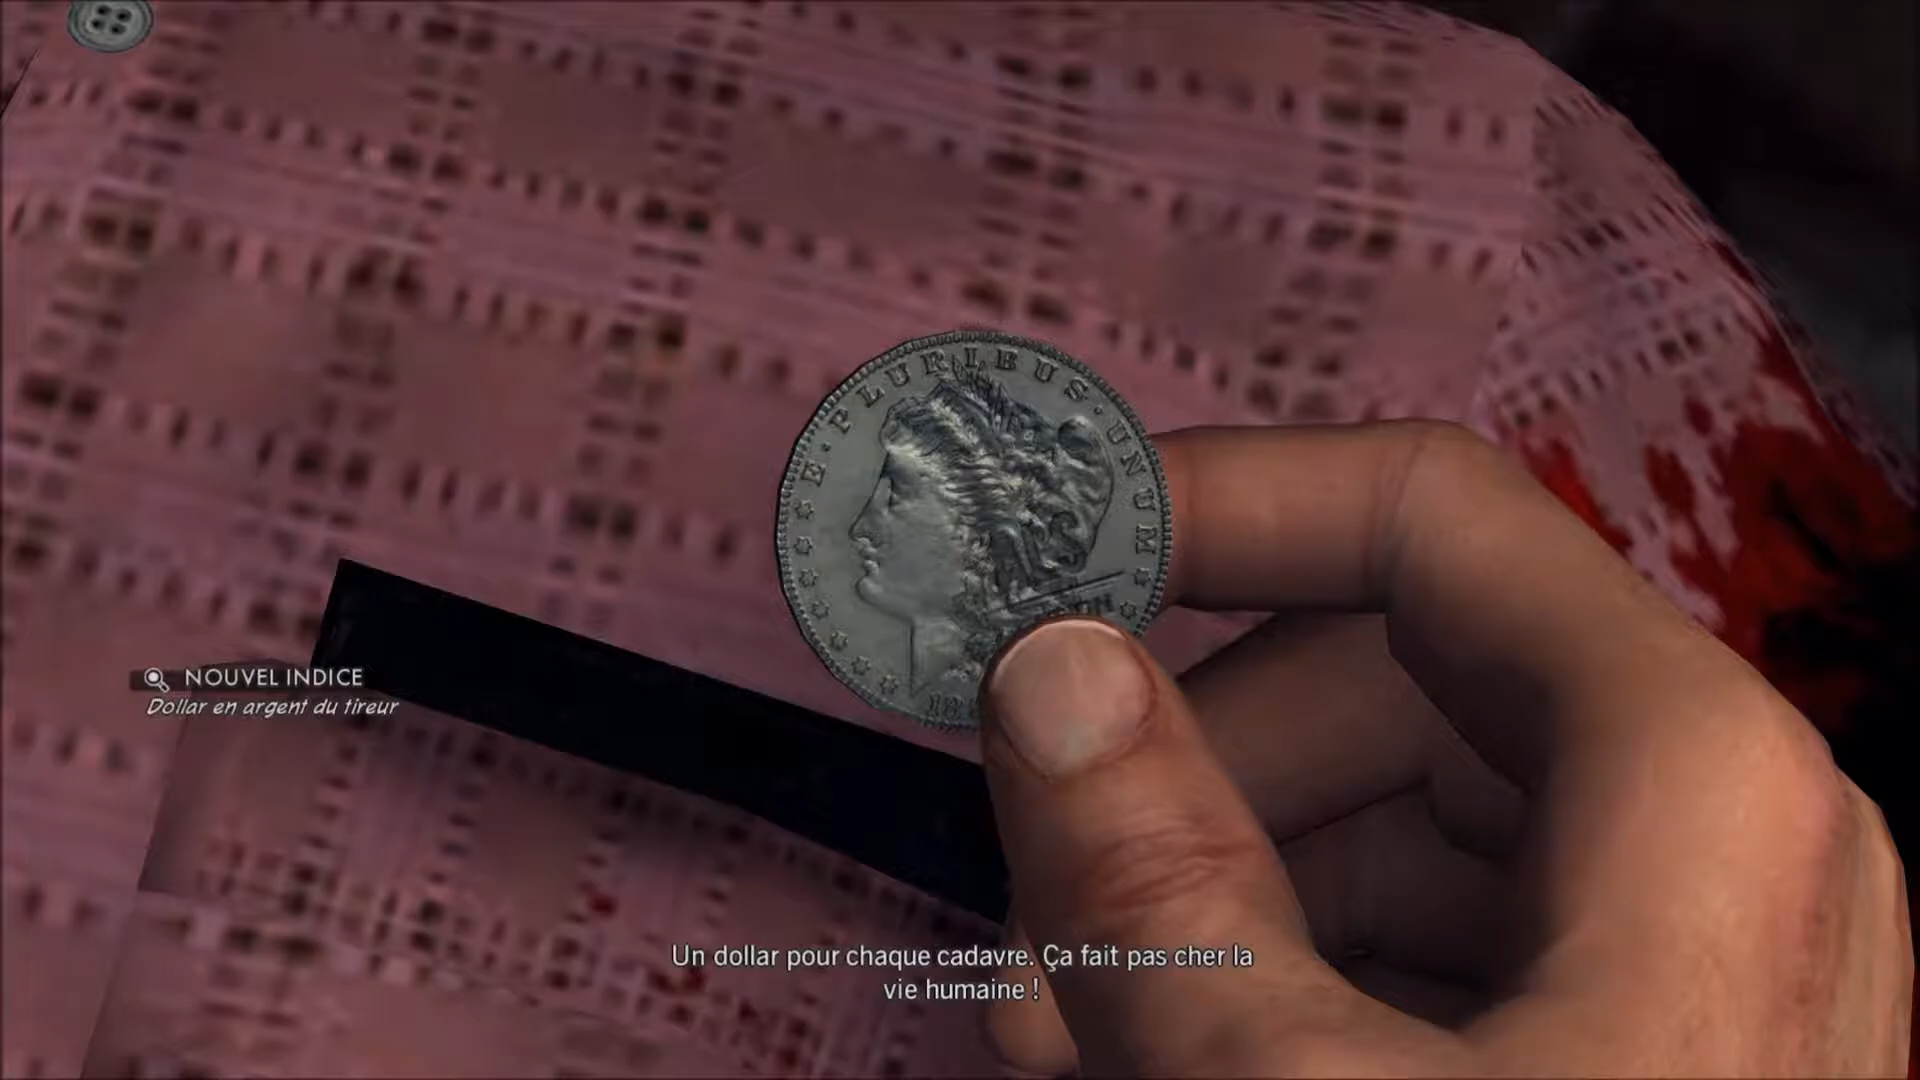 E·PLURIBUS·UNUM
NOUVEL INDICE
Dollar en argent du tireur
Un dollar pour chaque cadavre. Ça fait pas cher la
vie humaine !